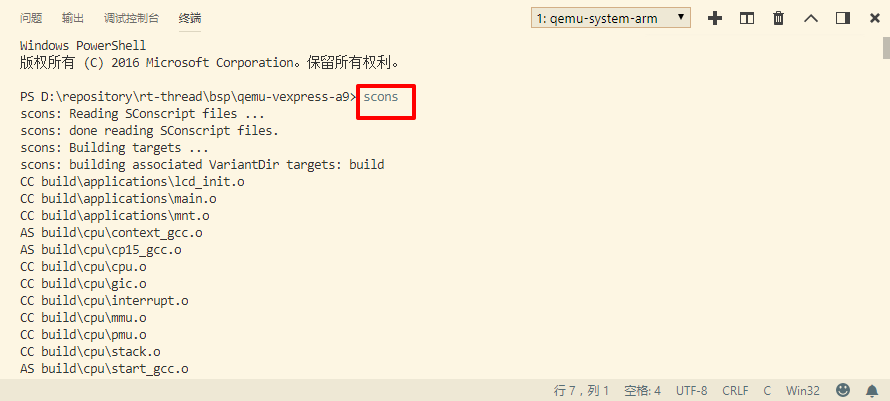 问题 输出 调试控制台 终端 1: qemu-system-arm
Windows PowerShell
版权所有 (C) 2016 Microsoft Corporation。保留所有权利。
PS D:\repository\rt-thread\bsp\qemu-vexpress-a9> scons
scons: Reading SConscript files ...
scons: done reading SConscript files.
scons: Building targets ...
scons: building associated VariantDir targets: build
CC build\applications\lcd_init.o
CC build\applications\main.o
CC build\applications\mnt.o
AS build\cpu\context_gcc.o
AS build\cpu\cp15_gcc.o
CC build\cpu\cpu.o
CC build\cpu\gic.o
CC build\cpu\interrupt.o
CC build\cpu\mmu.o
CC build\cpu\pmu.o
CC build\cpu\stack.o
AS build\cpu\start_gcc.o
行 7，列 1 空格: 4 UTF-8 CRLF C Win32